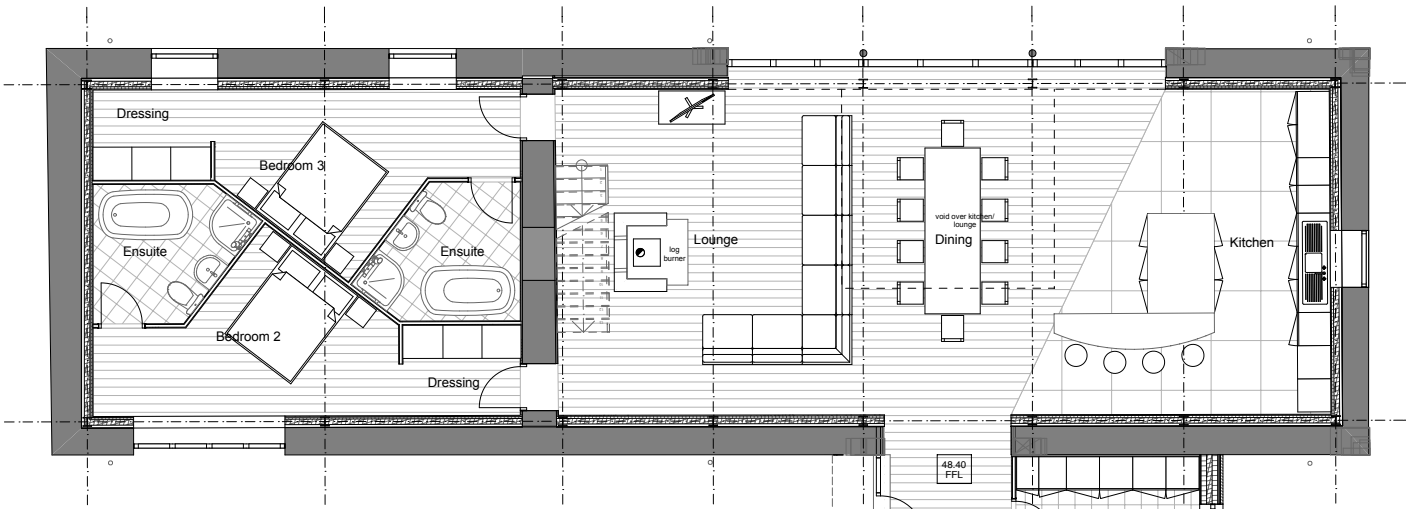 Dressing
Bedroom 3
Ensuite
Ensuite
Bedroom 2
Dressing
Lounge
log
burner
void over kitchen/
lounge
Dining
Kitchen
48.40
FFL